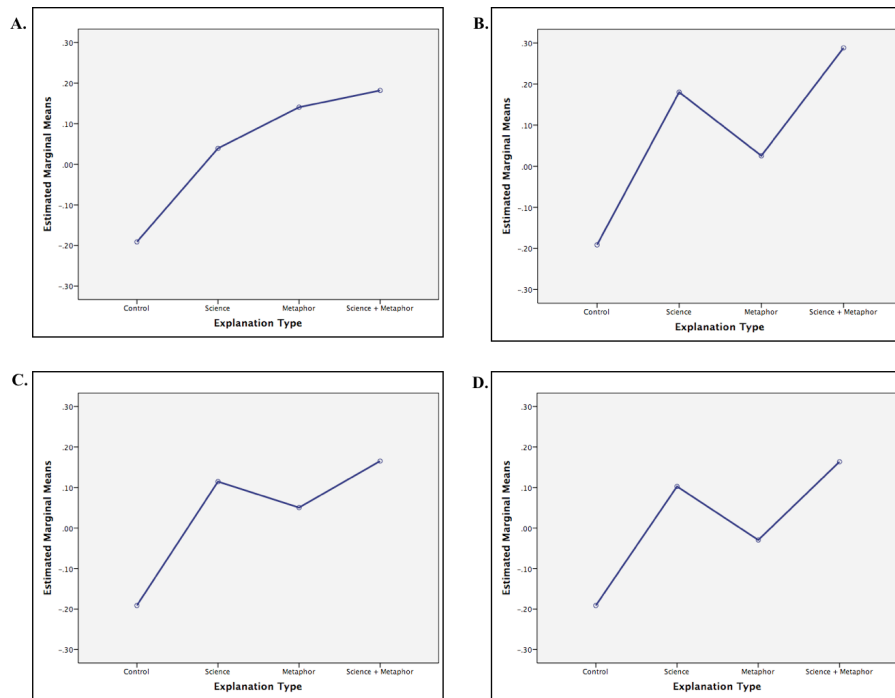 A.
Estimated Marginal Means
.30
.20
.10
.00
-.10
-.20
-.30
Control Science Metaphor Science + Metaphor
Explanation Type
B.
Estimated Marginal Means
.30
.20
.10
.00
-.10
-.20
-.30
Control Science Metaphor Science + Metaphor
Explanation Type
C.
Estimated Marginal Means
.30
.20
.10
.00
-.10
-.20
-.30
Control Science Metaphor Science + Metaphor
Explanation Type
D.
Estimated Marginal Means
.30
.20
.10
.00
-.10
-.20
-.30
Control Science Metaphor Science + Metaphor
Explanation Type